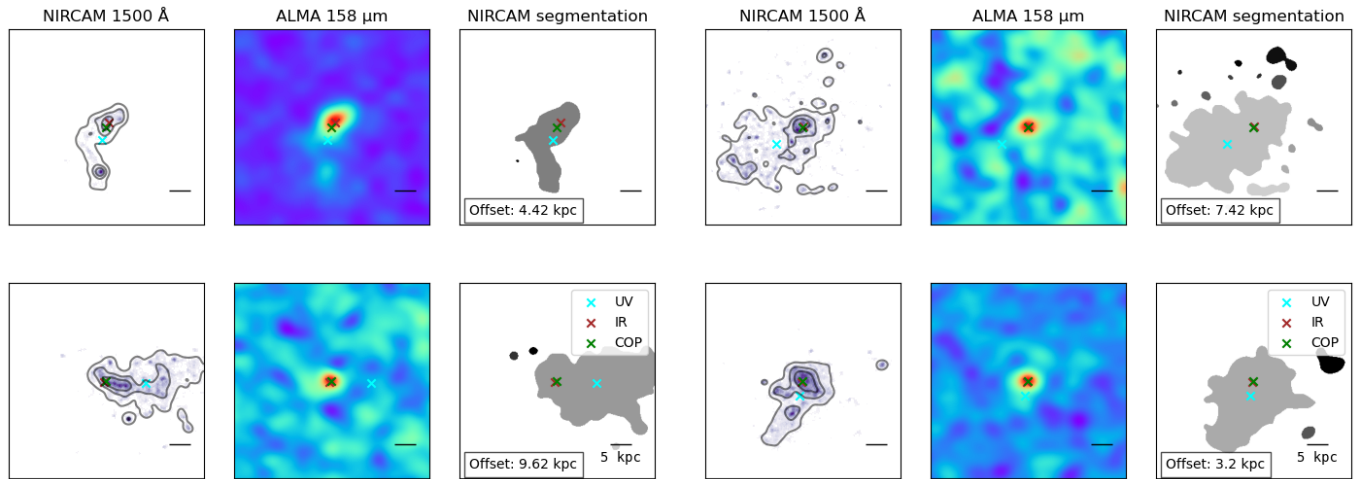 NIRCAM 1500 Å
ALMA 158 μm
NIRCAM segmentation
NIRCAM 1500 Å
ALMA 158 μm
NIRCAM segmentation
Offset: 4.42 kpc
Offset: 7.42 kpc
UV
IR
COP
UV
IR
COP
5 kpc
Offset: 9.62 kpc
5 kpc
Offset: 3.2 kpc